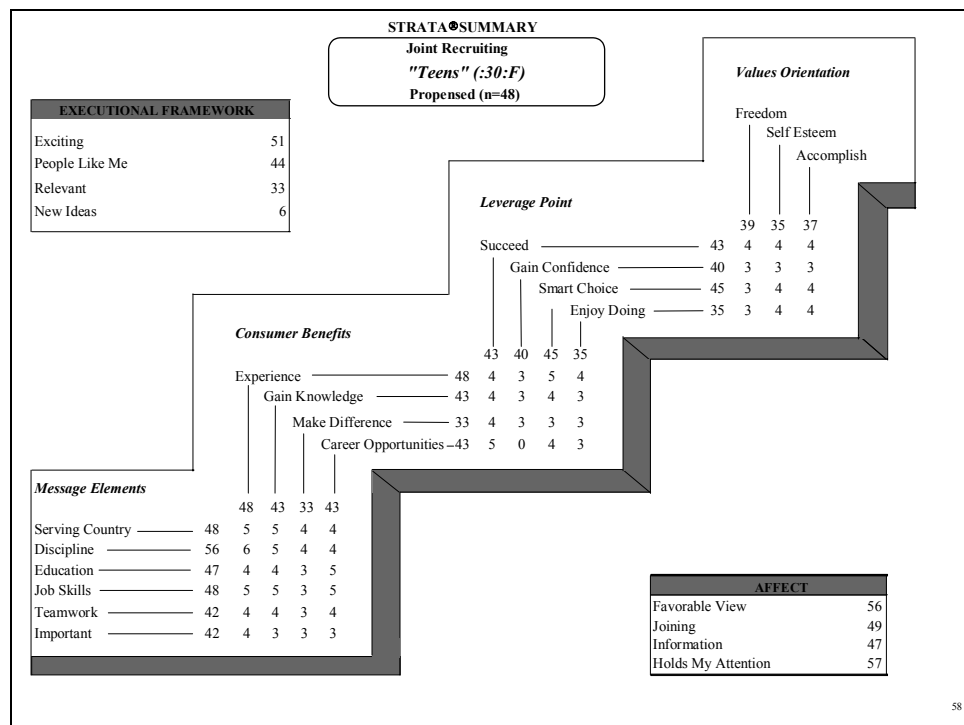 STRATA®SUMMARY
Joint Recruiting
"Teens" (:30:F)
Propensed (n=48)
EXECUTIONAL FRAMEWORK
Exciting 51
People Like Me 44
Relevant 33
New Ideas 6
Values Orientation
Freedom
Self Esteem
Accomplish
39 35 37
Leverage Point
Succeed 43 4 4 4
Gain Confidence 40 3 3 3
Smart Choice 45 3 4 4
Enjoy Doing 35 3 4 4
Consumer Benefits
43 40 45 35
Experience 48 4 3 5 4
Gain Knowledge 43 4 3 4 3
Make Difference 33 4 3 3 3
Career Opportunities 43 5 0 4 3
Message Elements
48 43 33 43
Serving Country 48 5 5 4 4
Discipline 56 6 5 4 4
Education 47 4 4 3 5
Job Skills 48 5 5 3 5
Teamwork 42 4 4 3 4
Important 42 4 3 3 3
AFFECT
Favorable View 56
Joining 49
Information 47
Holds My Attention 57
58